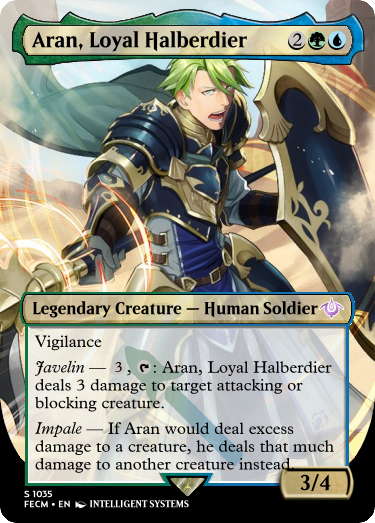 Aran, Loyal Halberdier 2
Legendary Creature — Human Soldier
Vigilance
Javelin — 3 , : Aran, Loyal Halberdier
deals 3 damage to target attacking or
blocking creature.
Impale — If Aran would deal excess
damage to a creature, he deals that much
damage to another creature instead.
3/4
S 1035
FECM • EN INTELLIGENT SYSTEMS